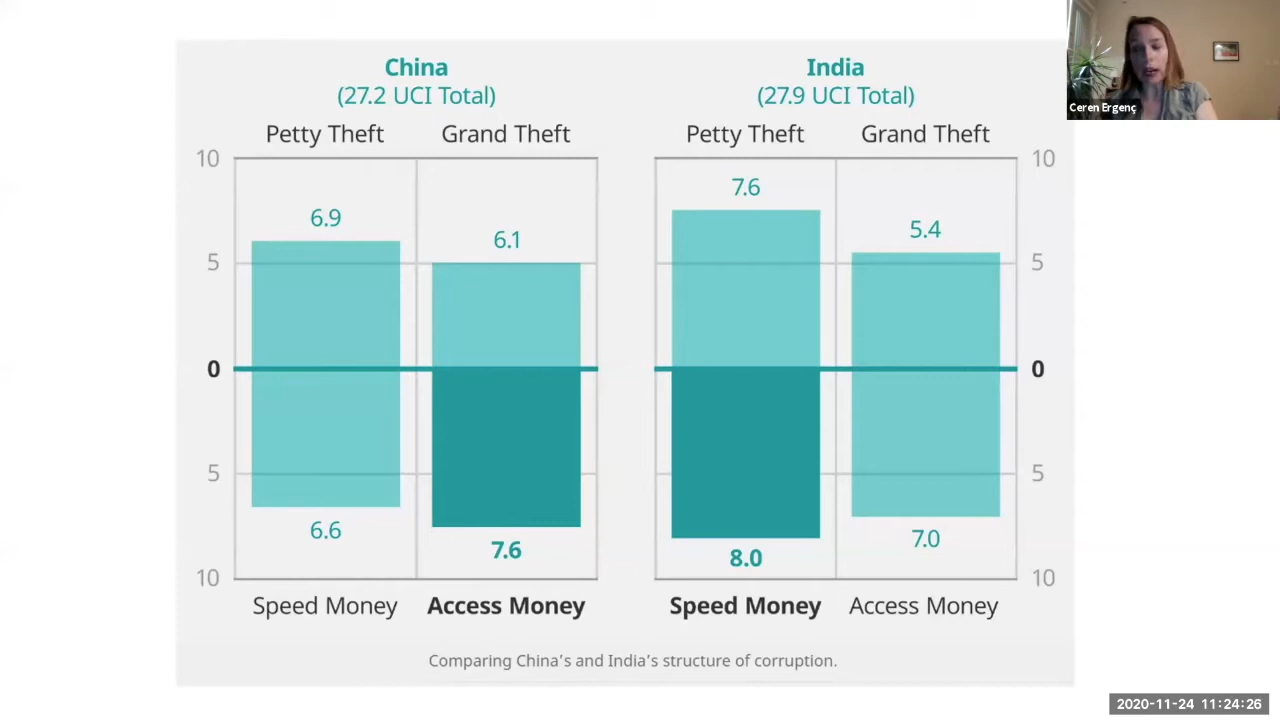 China
(27.2 UCI Total)
Petty Theft
Grand Theft
10
6.9
6.1
5
0
5
6.6
7.6
10
Speed Money
Access Money
India
(27.9 UCI Total)
Petty Theft
Grand Theft
10
7.6
5.4
5
0
5
8.0
7.0
10
Speed Money
Access Money
Comparing China's and India's structure of corruption.
Ceren Ergenç
2020-11-24 11:24:26